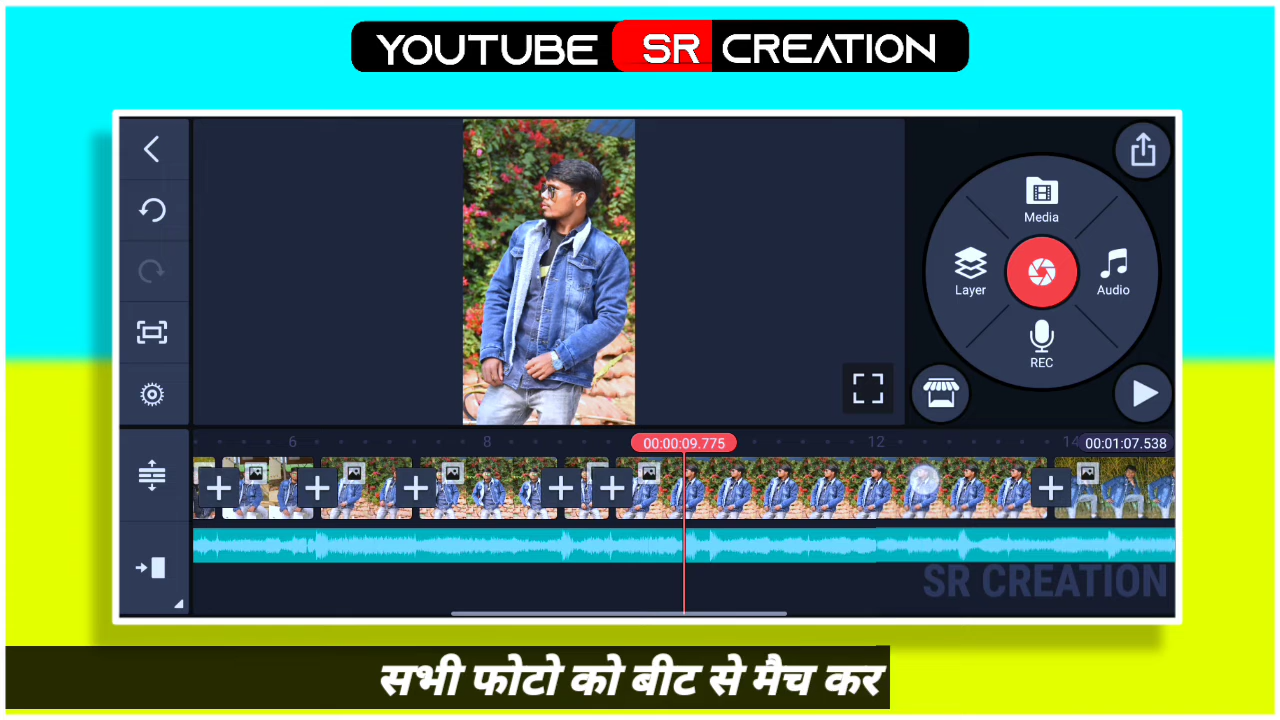 YOUTUBE SR CREATION
Media
Layer
Audio
REC
6 8 00:00:09.775 12 14 00:01:07.538
SR CREATION
सभी फोटो को बीट से मैच कर